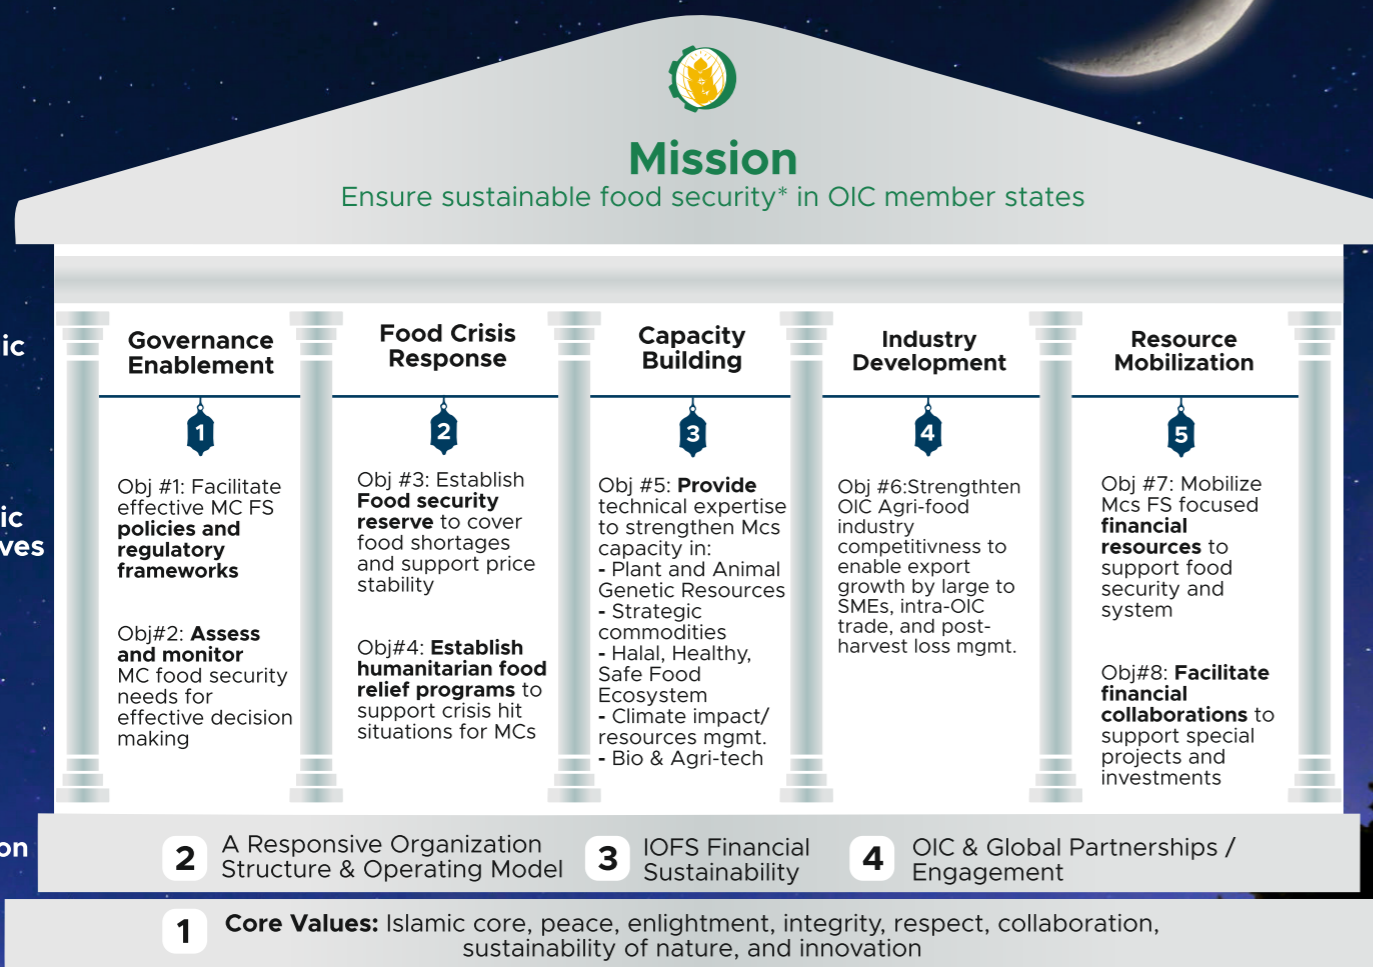 Mission
Ensure sustainable food security* in OIC member states
ic
ic
ves
on
Governance
Enablement
1
Obj #1: Facilitate
effective MC FS
policies and
regulatory
frameworks
Obj#2: Assess
and monitor
MC food security
needs for
effective decision
making
Food Crisis
Response
2
Obj #3: Establish
Food security
reserve to cover
food shortages
and support price
stability
Obj#4: Establish
humanitarian food
relief programs to
support crisis hit
situations for MCs
Capacity
Building
3
Obj #5: Provide
technical expertise
to strengthen Mcs
capacity in:
- Plant and Animal
Genetic Resources
- Strategic
commodities
- Halal, Healthy,
Safe Food
Ecosystem
- Climate impact/
resources mgmt.
- Bio & Agri-tech
Industry
Development
4
Obj #6:Strengthten
OIC Agri-food
industry
competitivness to
enable export
growth by large to
SMEs, intra-OIC
trade, and post-
harvest loss mgmt.
Resource
Mobilization
5
Obj #7: Mobilize
Mcs FS focused
financial
resources to
support food
security and
system
Obj#8: Facilitate
financial
collaborations to
support special
projects and
investments
2 A Responsive Organization
Structure & Operating Model
3 IOFS Financial
Sustainability
4 OIC & Global Partnerships /
Engagement
1 Core Values: Islamic core, peace, enlightment, integrity, respect, collaboration,
sustainability of nature, and innovation